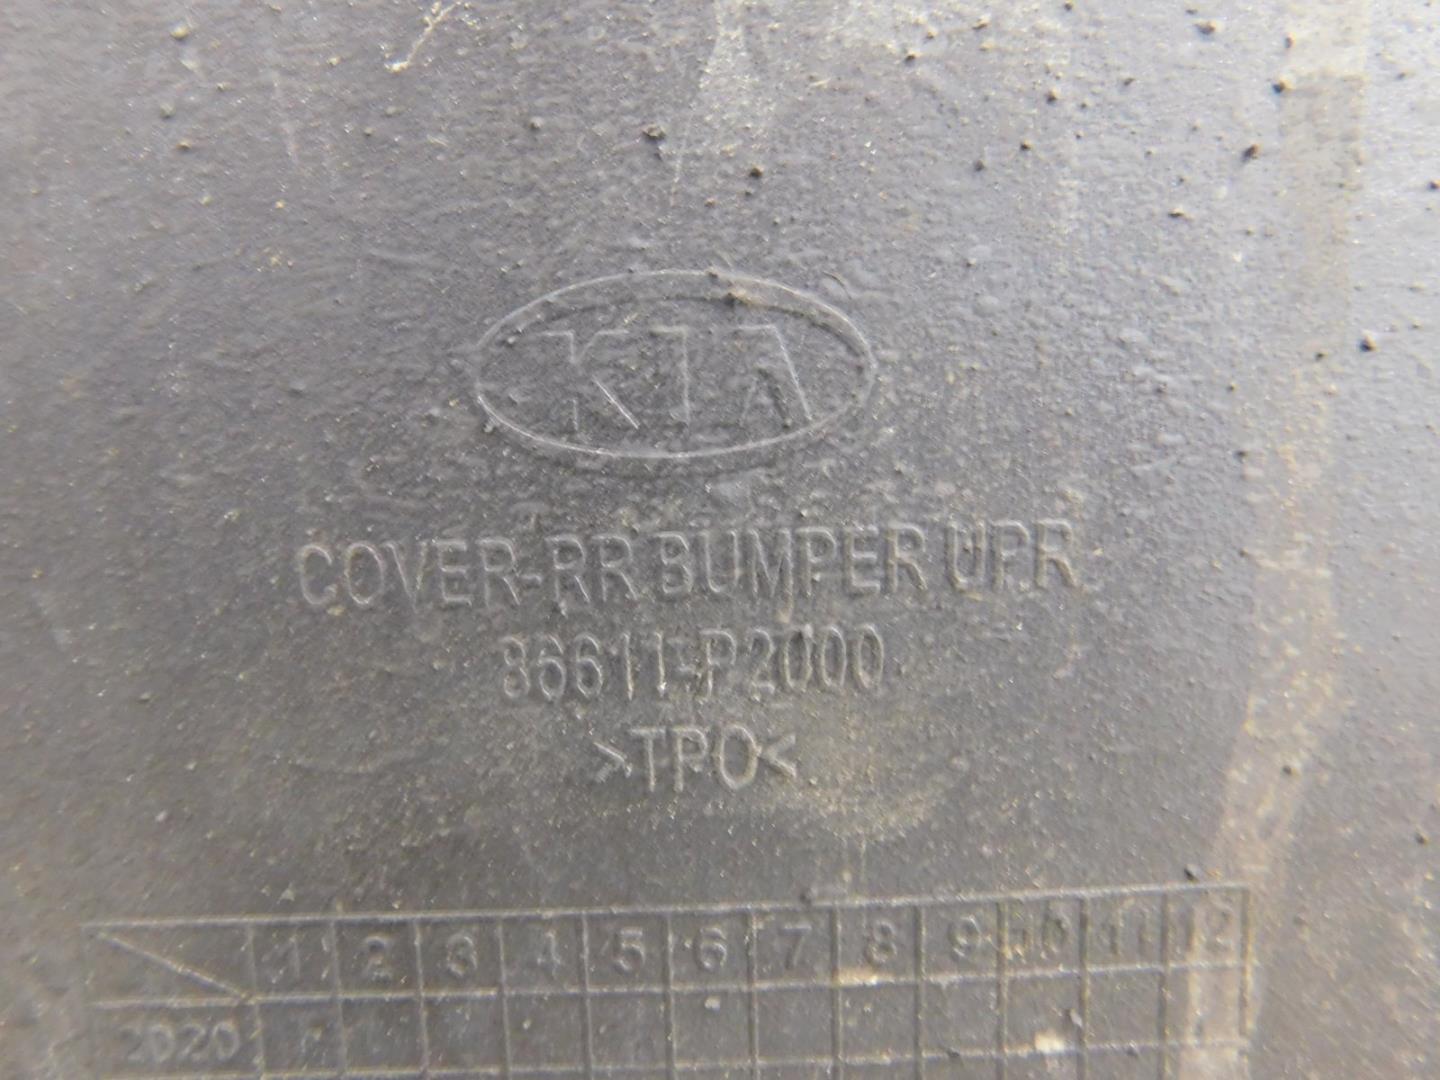 KIA
COVER-RR BUMPER UPR
86611-P2000
>TPO<
1 2 3 4 5 6 7 8 9 10 11 12
2020